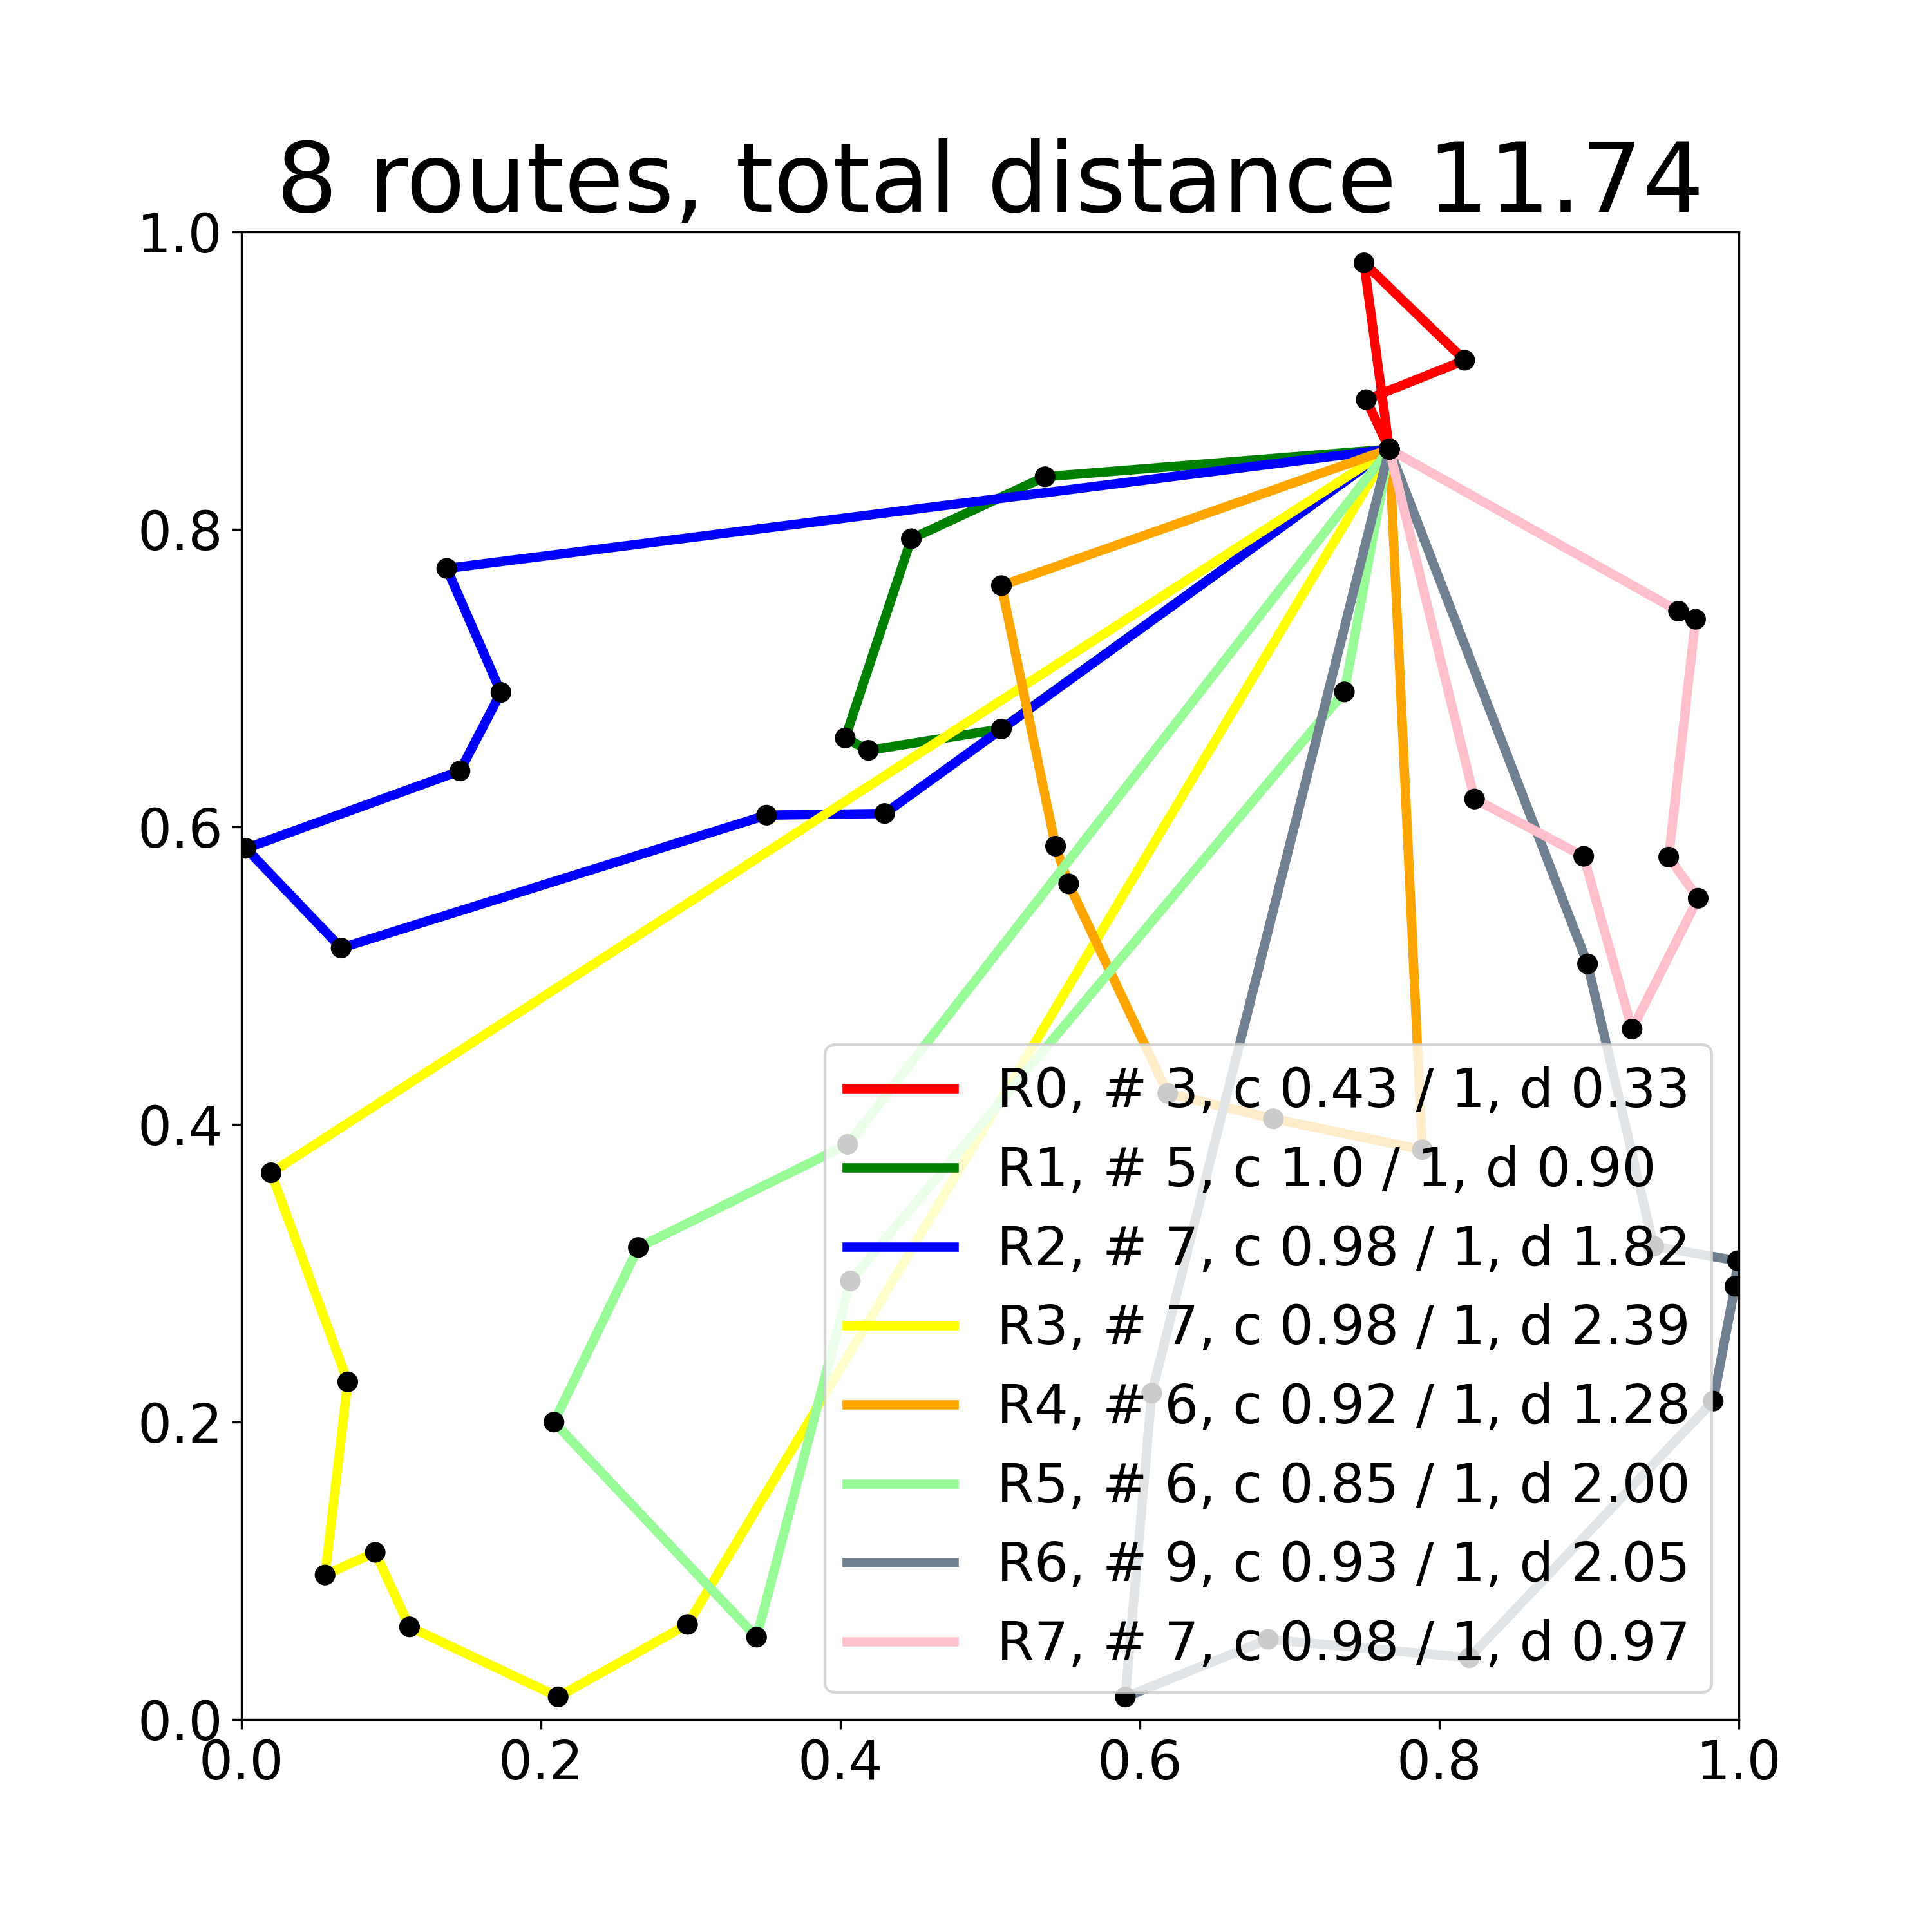 8 routes, total distance 11.74
1.0
0.8
0.6
0.4
0.2
0.0
0.0 0.2 0.4 0.6 0.8 1.0
R0, # 3, c 0.43 / 1, d 0.33
R1, # 5, c 1.0 / 1, d 0.90
R2, # 7, c 0.98 / 1, d 1.82
R3, # 7, c 0.98 / 1, d 2.39
R4, # 6, c 0.92 / 1, d 1.28
R5, # 6, c 0.85 / 1, d 2.00
R6, # 9, c 0.93 / 1, d 2.05
R7, # 7, c 0.98 / 1, d 0.97